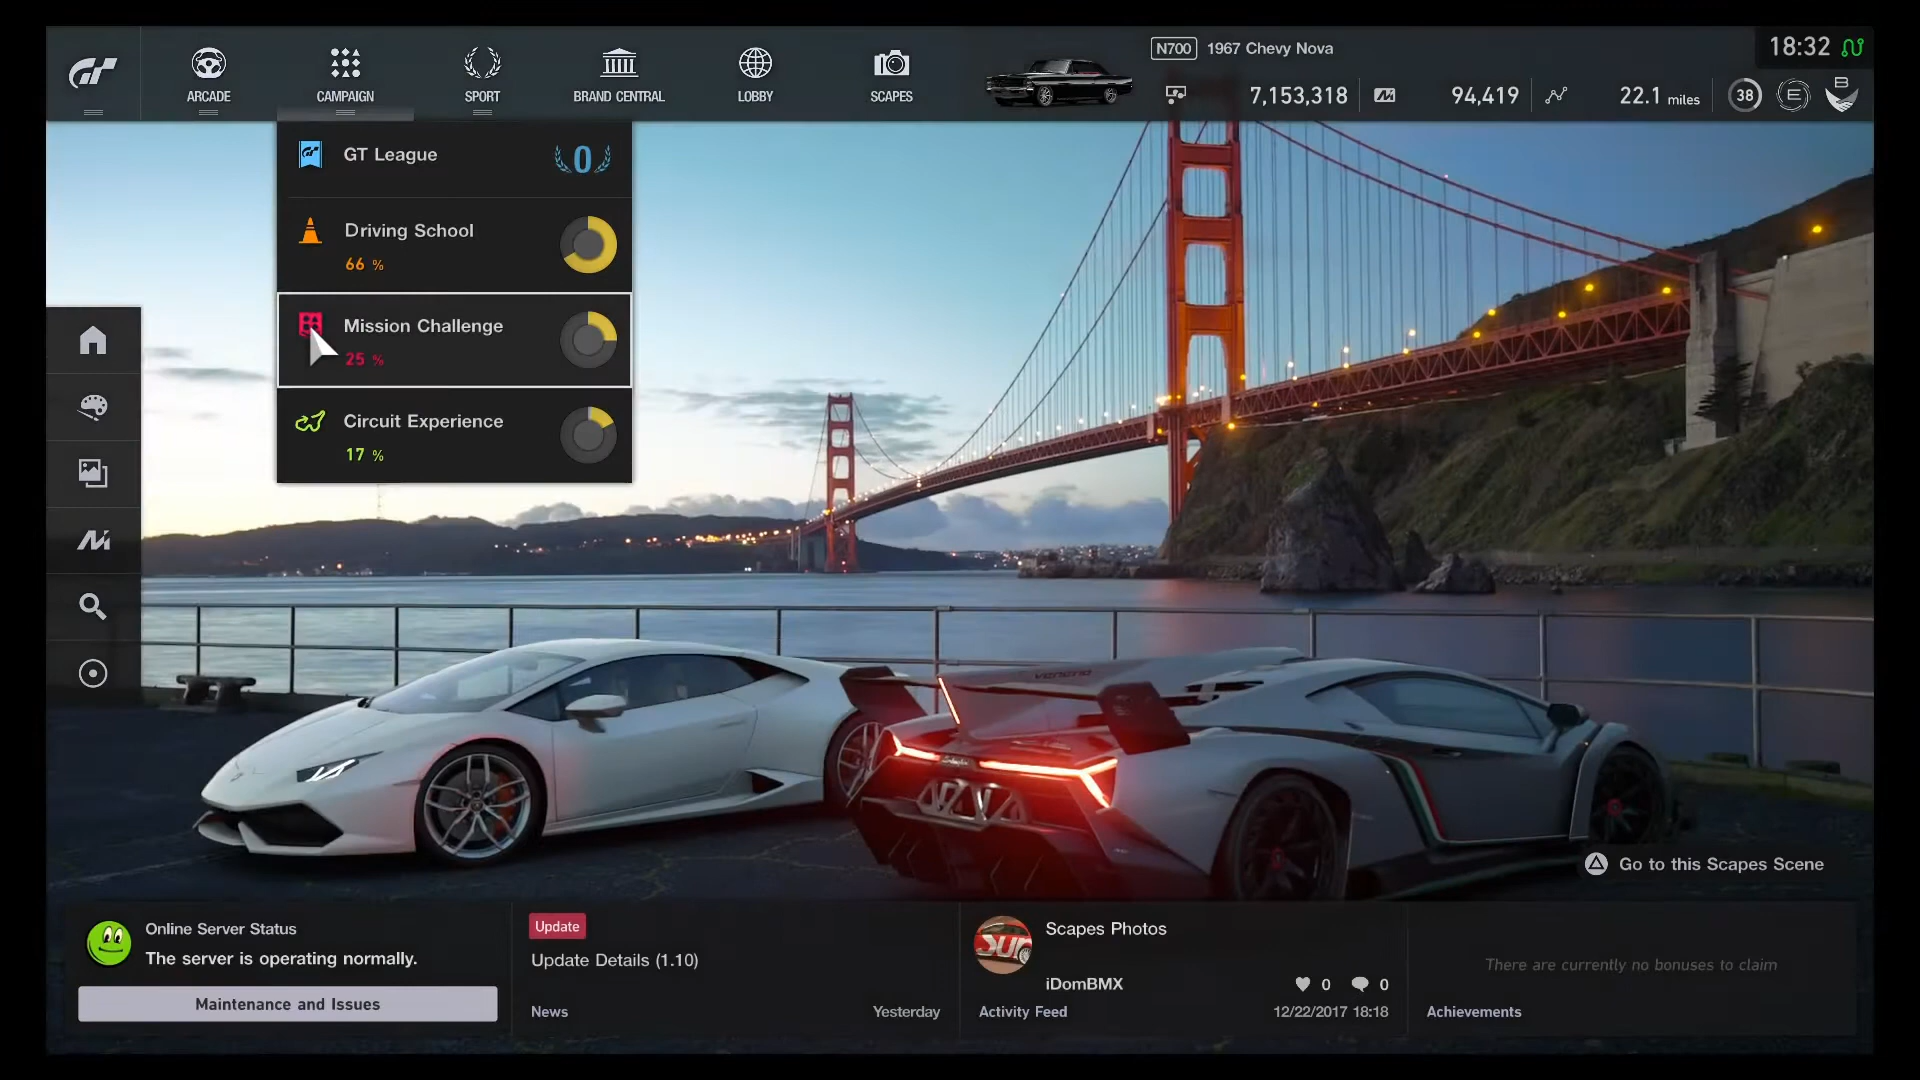 N700 1967 Chevy Nova
18:32
ARCADE
CAMPAIGN
SPORT
BRAND CENTRAL
LOBBY
SCAPES
7,153,318
94,419
22.1 miles
38
E
B
GT League
0
Driving School
66 %
Mission Challenge
25 %
Circuit Experience
17 %
veneno
Go to this Scapes Scene
Online Server Status
The server is operating normally.
Maintenance and Issues
Update
Update Details (1.10)
News
Yesterday
Scapes Photos
iDomBMX
0
0
Activity Feed
12/22/2017 18:18
There are currently no bonuses to claim
Achievements